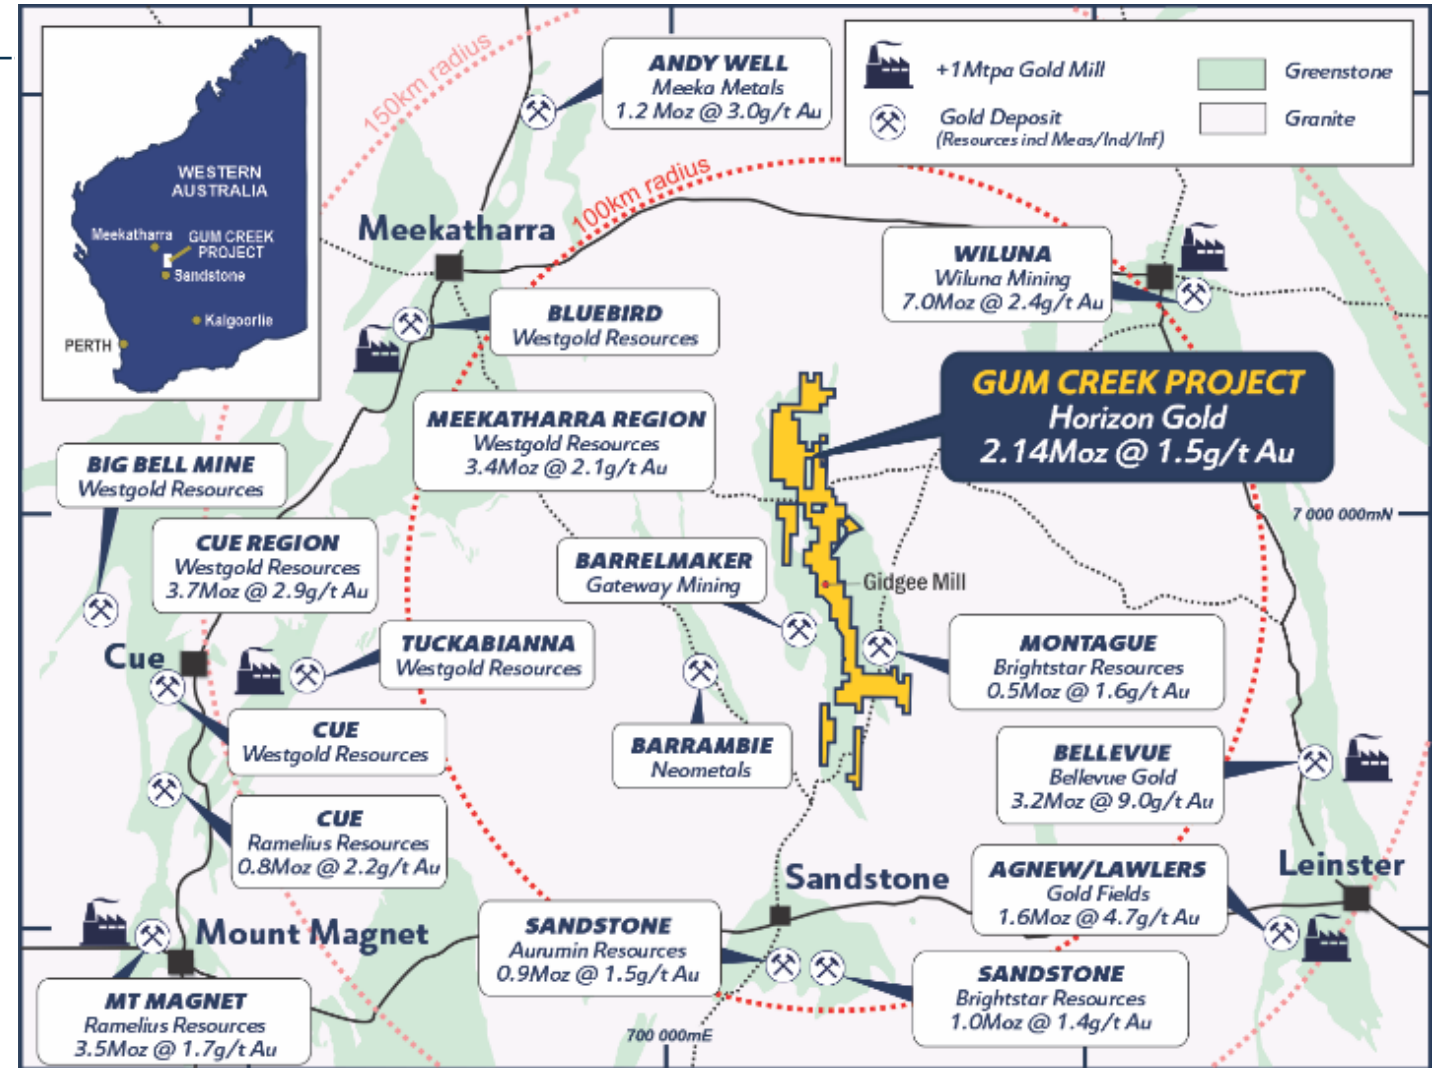 150km radius
ANDY WELL
Meeka Metals
1.2 Moz @ 3.0g/t Au
+1Mtpa Gold Mill
Greenstone
Gold Deposit
(Resources incl Meas/Ind/Inf)
Granite
WESTERN
AUSTRALIA
Meekatharra
GUM CREEK
PROJECT
Sandstone
Kalgoorlie
PERTH
100km radius
Meekatharra
WILUNA
Wiluna Mining
7.0Moz @ 2.4g/t Au
BLUEBIRD
Westgold Resources
GUM CREEK PROJECT
Horizon Gold
2.14Moz @ 1.5g/t Au
MEEKATHARRA REGION
Westgold Resources
3.4Moz @ 2.1g/t Au
BIG BELL MINE
Westgold Resources
7 000 000mN
CUE REGION
Westgold Resources
3.7Moz @ 2.9g/t Au
BARRELMAKER
Gateway Mining
Gidgee Mill
Cue
TUCKABIANNA
Westgold Resources
MONTAGUE
Brightstar Resources
0.5Moz @ 1.6g/t Au
CUE
Westgold Resources
BARRAMBIE
Neometals
BELLEVUE
Bellevue Gold
3.2Moz @ 9.0g/t Au
CUE
Ramelius Resources
0.8Moz @ 2.2g/t Au
Sandstone
AGNEW/LAWLERS
Gold Fields
1.6Moz @ 4.7g/t Au
Leinster
Mount Magnet
SANDSTONE
Aurumin Resources
0.9Moz @ 1.5g/t Au
SANDSTONE
Brightstar Resources
1.0Moz @ 1.4g/t Au
MT MAGNET
Ramelius Resources
3.5Moz @ 1.7g/t Au
700 000mE